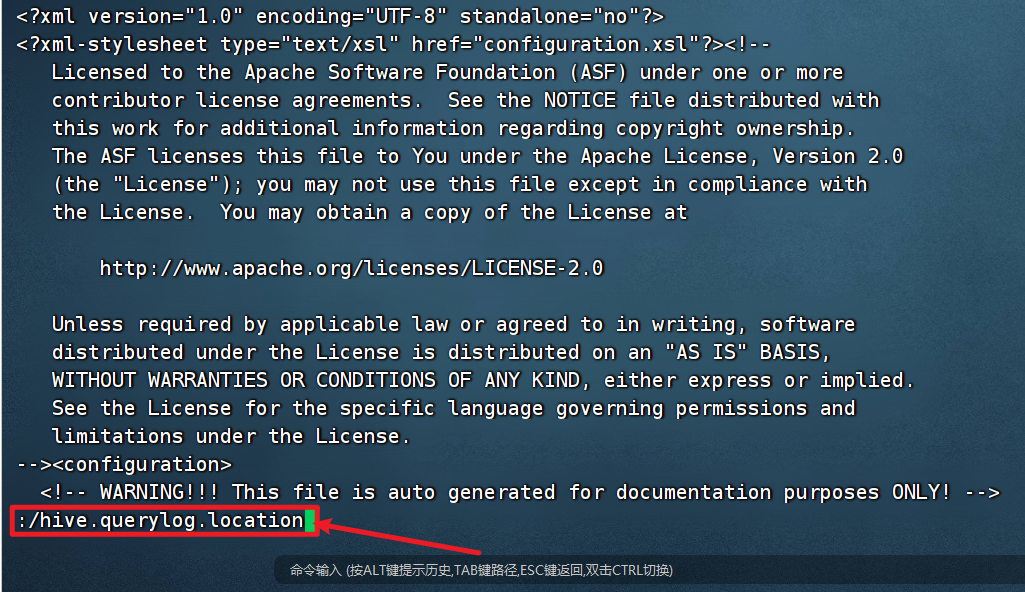 <?xml version="1.0" encoding="UTF-8" standalone="no"?>
<?xml-stylesheet type="text/xsl" href="configuration.xsl"?><!--
   Licensed to the Apache Software Foundation (ASF) under one or more
   contributor license agreements.  See the NOTICE file distributed with
   this work for additional information regarding copyright ownership.
   The ASF licenses this file to You under the Apache License, Version 2.0
   (the "License"); you may not use this file except in compliance with
   the License.  You may obtain a copy of the License at

       http://www.apache.org/licenses/LICENSE-2.0

   Unless required by applicable law or agreed to in writing, software
   distributed under the License is distributed on an "AS IS" BASIS,
   WITHOUT WARRANTIES OR CONDITIONS OF ANY KIND, either express or implied.
   See the License for the specific language governing permissions and
   limitations under the License.
--><configuration>
  <!-- WARNING!!! This file is auto generated for documentation purposes ONLY! -->
:/hive.querylog.location
命令输入 (按ALT键提示历史,TAB键路径,ESC键返回,双击CTRL切换)